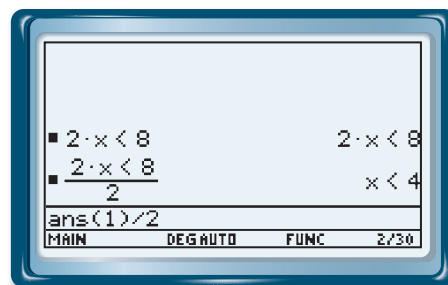 ▪2·x < 8 2·x < 8
▪2·x < 8
2 x < 4
ans(1)/2
MAIN DEGAUTO FUNC 2/30